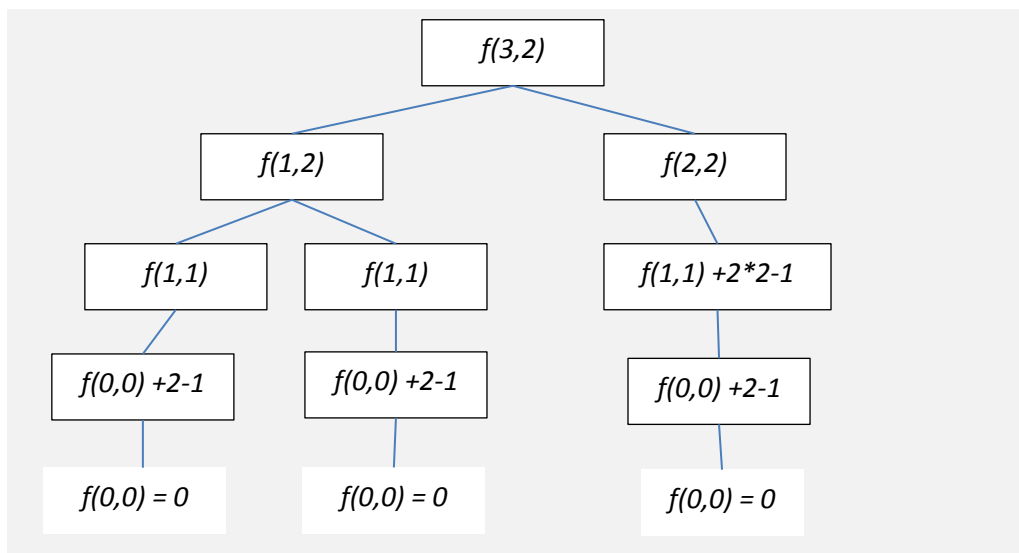 f(3,2)
f(1,2)
f(2,2)
f(1,1)
f(1,1)
f(1,1) +2*2-1
f(0,0) +2-1
f(0,0) +2-1
f(0,0) +2-1
f(0,0) = 0
f(0,0) = 0
f(0,0) = 0